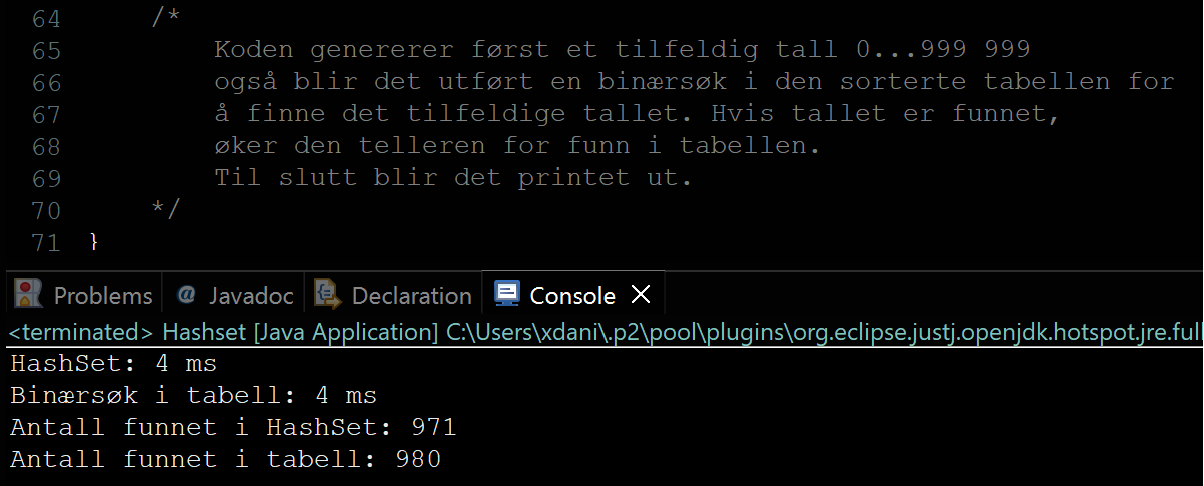 64 /*
65 Koden genererer først et tilfeldig tall 0...999 999
66 også blir det utført en binærsøk i den sorterte tabellen for
67 å finne det tilfeldige tallet. Hvis tallet er funnet,
68 øker den telleren for funn i tabellen.
69 Til slutt blir det printet ut.
70 */
71 }
Problems @ Javadoc Declaration Console
<terminated> Hashset [Java Application] C:\Users\xdani\.p2\pool\plugins\org.eclipse.justj.openjdk.hotspot.jre.full
HashSet: 4 ms
Binærsøk i tabell: 4 ms
Antall funnet i HashSet: 971
Antall funnet i tabell: 980